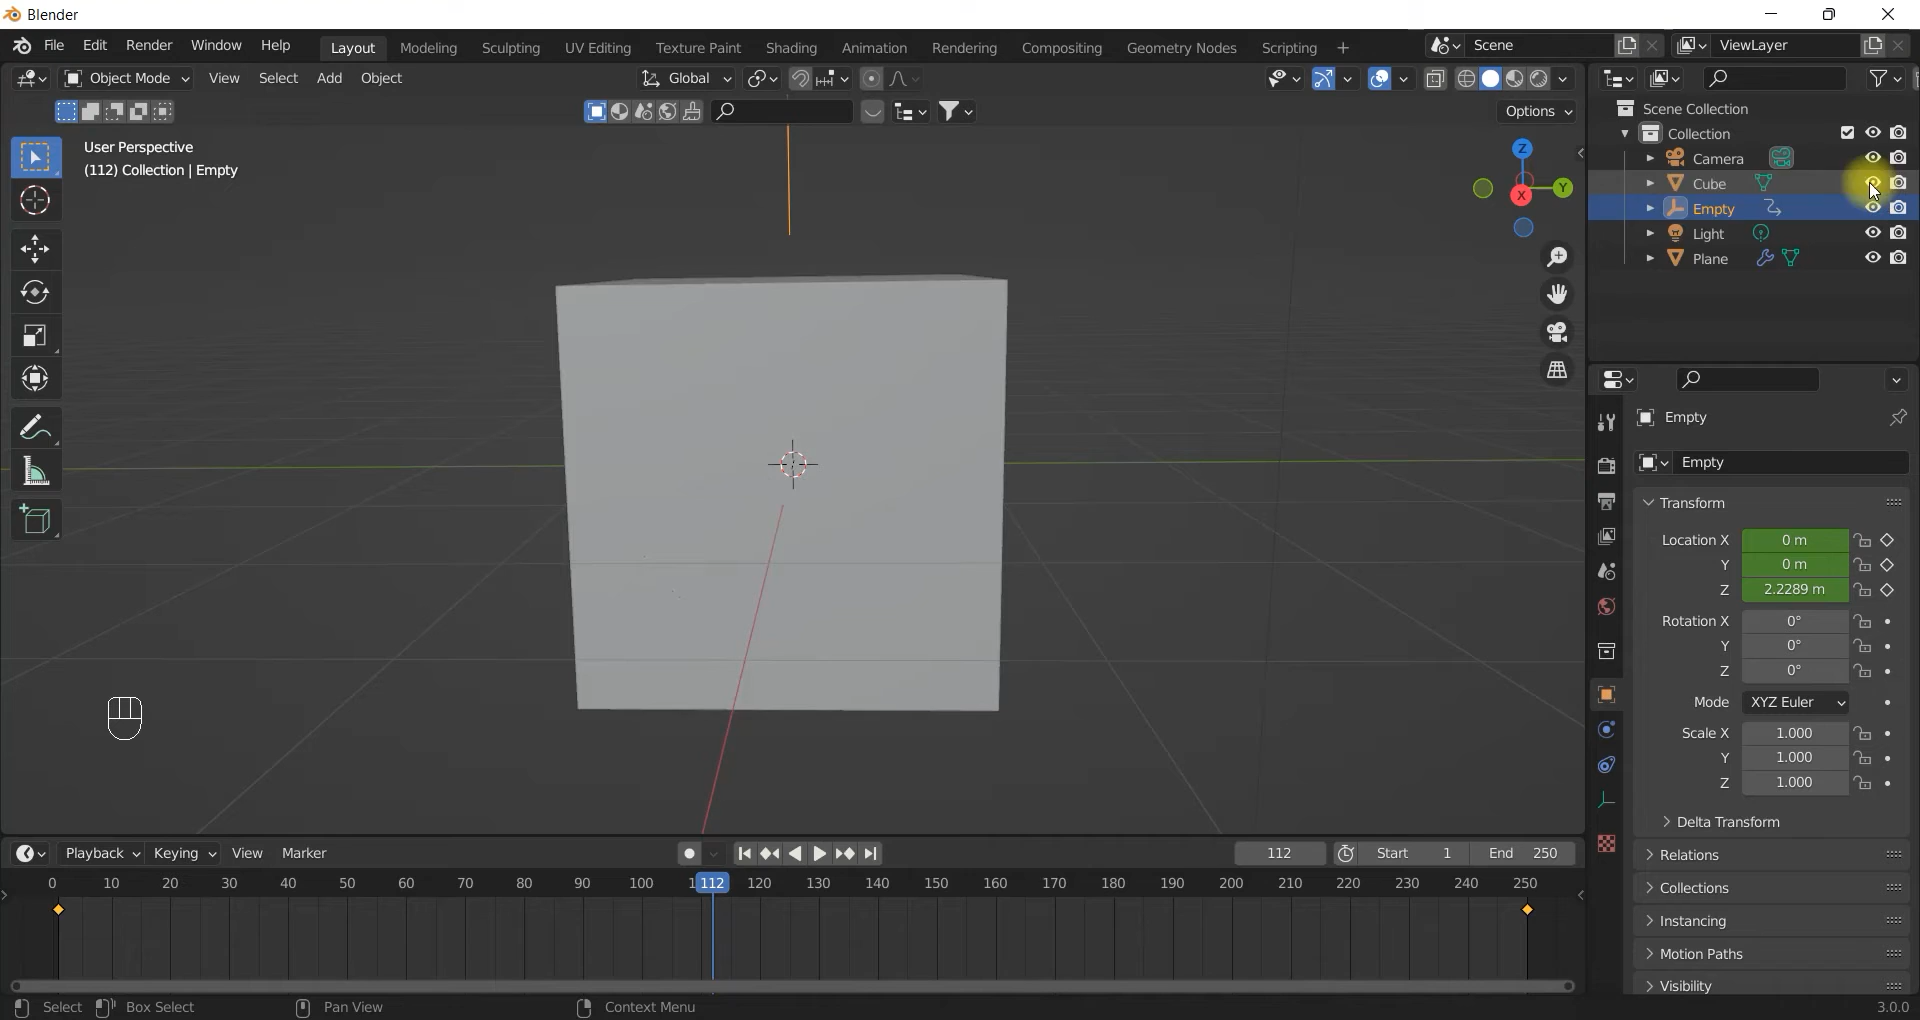 Blender
File Edit Render Window Help Layout Modeling Sculpting UV Editing Texture Paint Shading Animation Rendering Compositing Geometry Nodes Scripting + Scene ViewLayer
Object Mode View Select Add Object Global
Options
User Perspective
(112) Collection | Empty
Z
Y
X
Scene Collection
Collection
Camera
Cube
Empty
Light
Plane
Empty
Empty
Transform
Location X 0 m
Y 0 m
Z 2.2289 m
Rotation X 0°
Y 0°
Z 0°
Mode XYZ Euler
Scale X 1.000
Y 1.000
Z 1.000
Delta Transform
Relations
Collections
Instancing
Motion Paths
Visibility
Playback Keying View Marker 112 Start 1 End 250
0 10 20 30 40 50 60 70 80 90 100 112 120 130 140 150 160 170 180 190 200 210 220 230 240 250
Select Box Select Pan View Context Menu 3.0.0